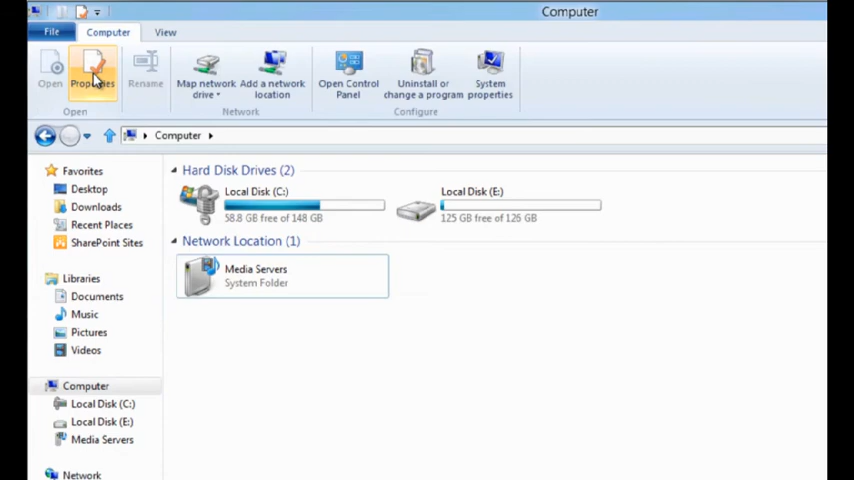 Computer
File Computer View
Open Properties Rename Map network drive Add a network location Open Control Panel Uninstall or change a program System properties
Open Network Configure
Computer
Favorites
Desktop
Downloads
Recent Places
SharePoint Sites
Libraries
Documents
Music
Pictures
Videos
Computer
Local Disk (C:)
Local Disk (E:)
Media Servers
Network
Hard Disk Drives (2)
Local Disk (C:)
58.8 GB free of 148 GB
Local Disk (E:)
125 GB free of 126 GB
Network Location (1)
Media Servers
System Folder